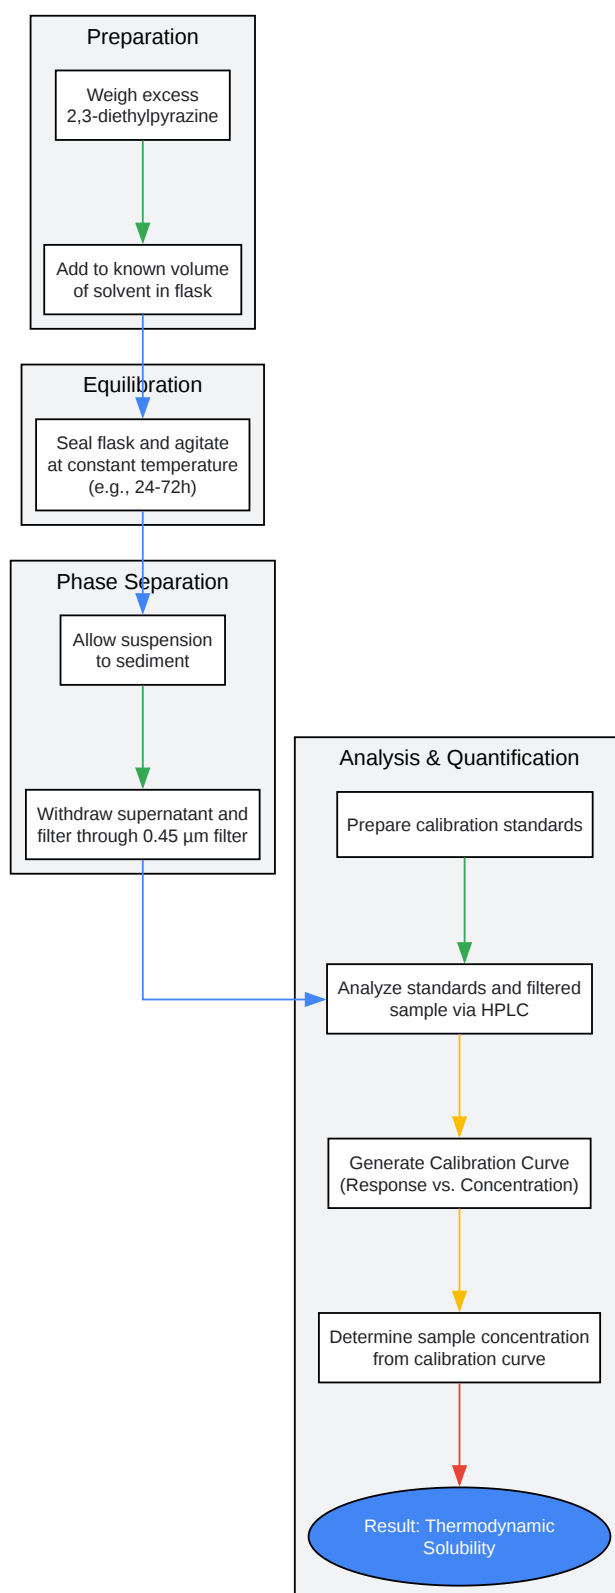 Preparation
Weigh excess
2,3-diethylpyrazine
Add to known volume
of solvent in flask
Equilibration
Seal flask and agitate
at constant temperature
(e.g., 24-72h)
Phase Separation
Allow suspension
to sediment
Withdraw supernatant and
filter through 0.45 µm filter
Analysis & Quantification
Prepare calibration standards
Analyze standards and filtered
sample via HPLC
Generate Calibration Curve
(Response vs. Concentration)
Determine sample concentration
from calibration curve
Result: Thermodynamic
Solubility